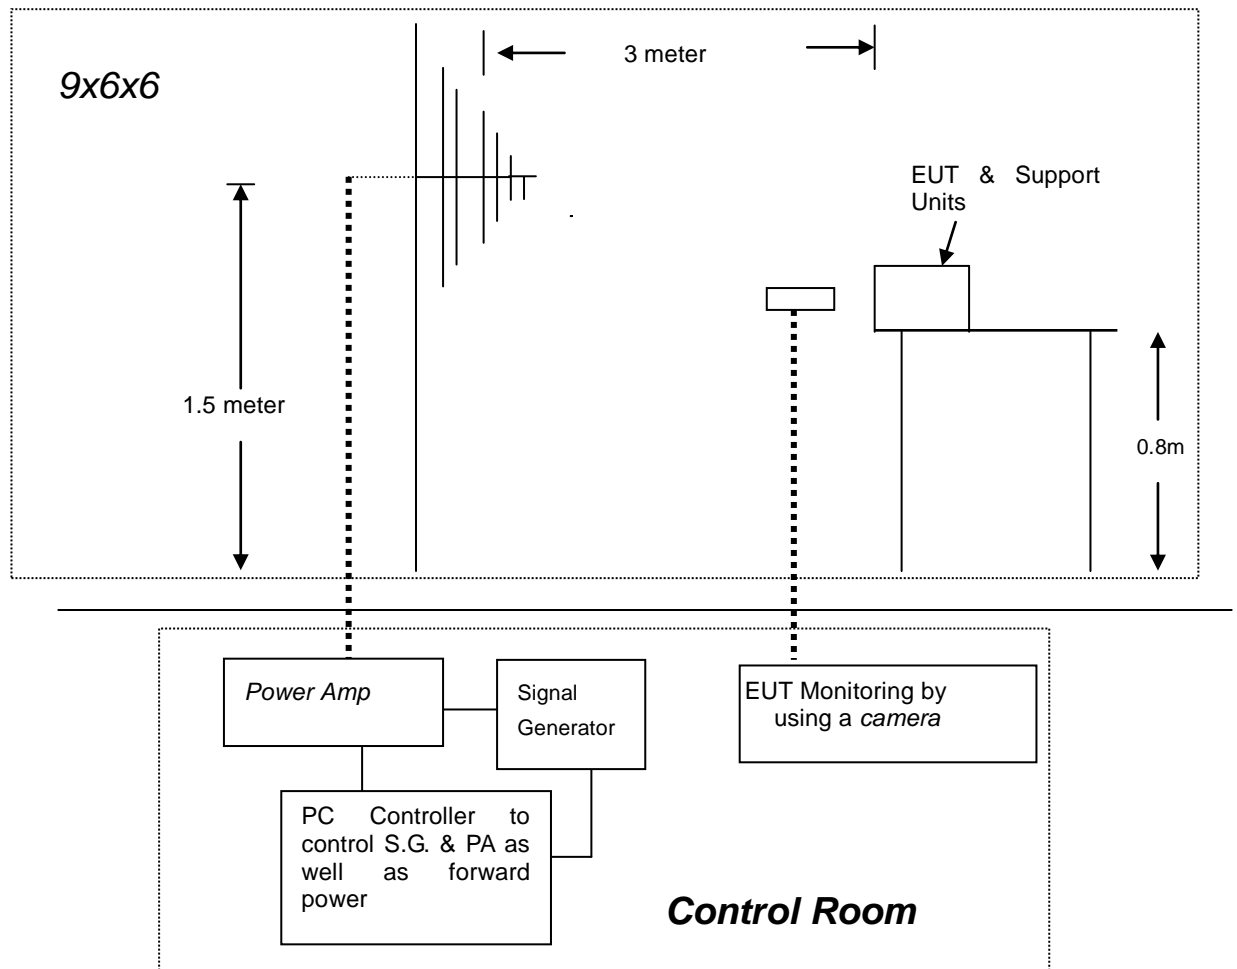 3 meter
9x6x6
EUT & Support
Units
1.5 meter
0.8m
Power Amp
Signal
Generator
EUT Monitoring by
using a camera
PC Controller to
control S.G. & PA as
well as forward
power
Control Room